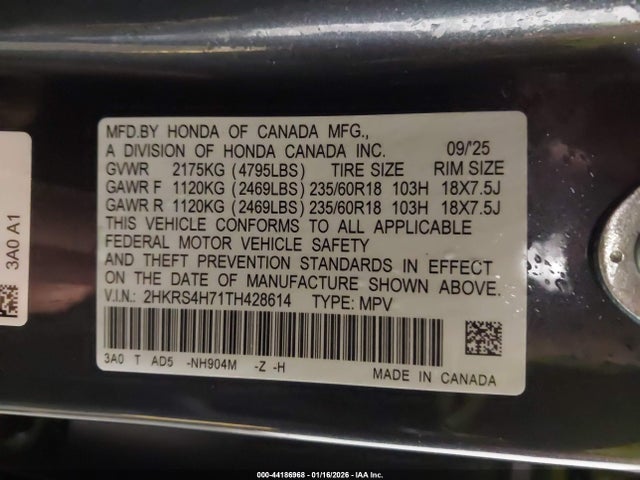 MFD.BY HONDA OF CANADA MFG.,
A DIVISION OF HONDA CANADA INC. 09/'25
GVWR 2175KG (4795LBS) TIRE SIZE RIM SIZE
GAWR F 1120KG (2469LBS) 235/60R18 103H 18X7.5J
GAWR R 1120KG (2469LBS) 235/60R18 103H 18X7.5J
THIS VEHICLE CONFORMS TO ALL APPLICABLE
FEDERAL MOTOR VEHICLE SAFETY
AND THEFT PREVENTION STANDARDS IN EFFECT
ON THE DATE OF MANUFACTURE SHOWN ABOVE.
V.I.N.: 2HKRS4H71TH428614 TYPE: MPV
3A0 T AD5 -NH904M -Z -H
MADE IN CANADA
3A0 A1
000-44186968 - 01/16/2026 - IAA Inc.